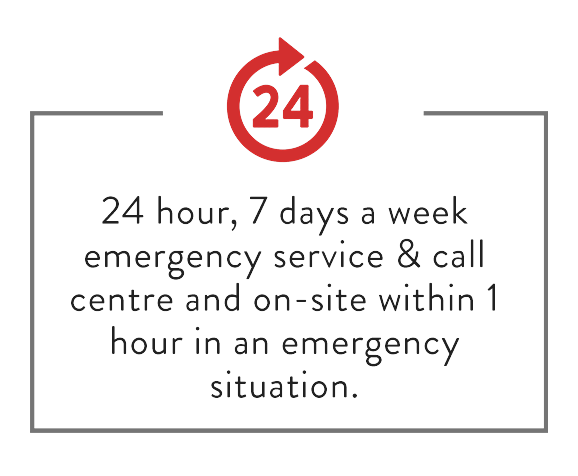 24
24 hour, 7 days a week
emergency service & call
centre and on-site within 1
hour in an emergency
situation.